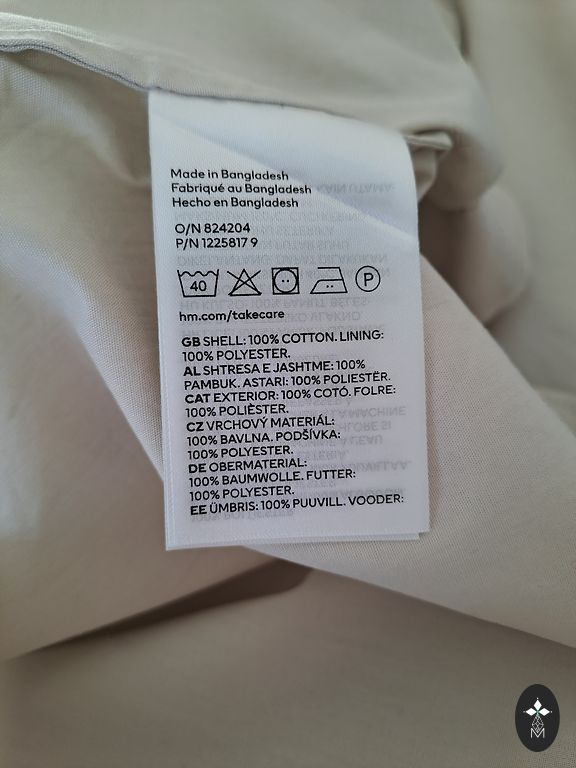 Made in Bangladesh
Fabriqué au Bangladesh
Hecho en Bangladesh
O/N 824204
P/N 1225817 9
40
P
hm.com/takecare
GB SHELL: 100% COTTON. LINING:
100% POLYESTER.
AL SHTRESA E JASHTME: 100%
PAMBUK. ASTARI: 100% POLIESTËR.
CAT EXTERIOR: 100% COTÓ. FOLRE:
100% POLIÈSTER.
CZ VRCHOVÝ MATERIÁL:
100% BAVLNA. PODŠÍVKA:
100% POLYESTER.
DE OBERMATERIAL:
100% BAUMWOLLE. FUTTER:
100% POLYESTER.
EE ÜMBRIS: 100% PUUVILL. VOODER:
M